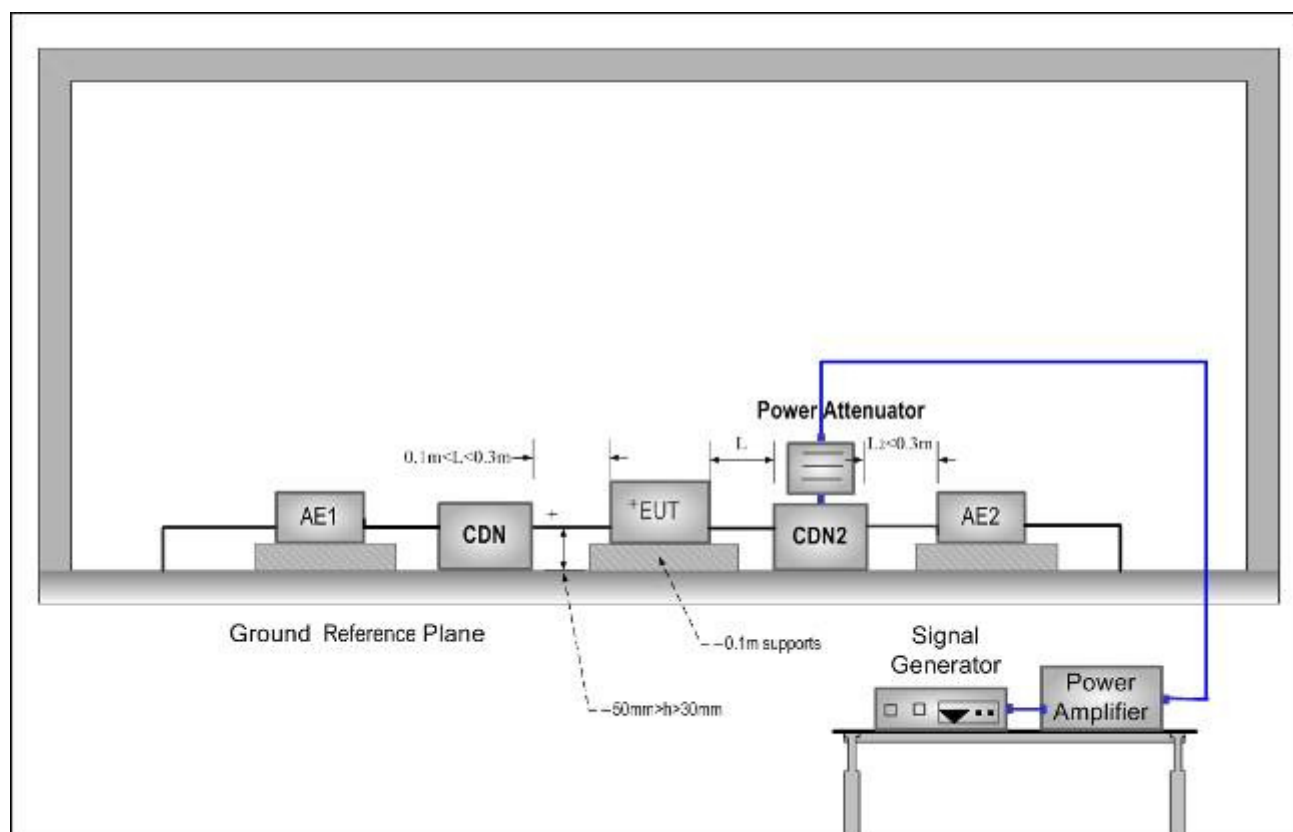 Power Attenuator
0.1m<L<0.3m
L
L2<0.3m
AE1
CDN
+
+EUT
CDN2
AE2
Ground Reference Plane
0.1m supports
50mm>h>30mm
Signal
Generator
Power
Amplifier